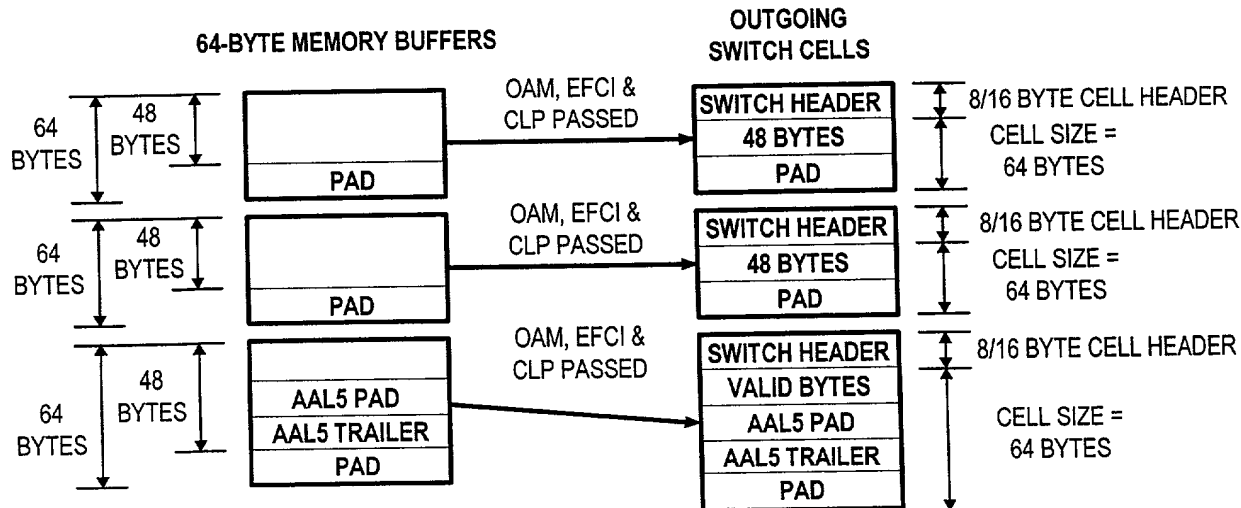 64-BYTE MEMORY BUFFERS
OUTGOING
SWITCH CELLS
64
BYTES
48
BYTES
PAD
OAM, EFCI &
CLP PASSED
SWITCH HEADER
48 BYTES
PAD
8/16 BYTE CELL HEADER
CELL SIZE =
64 BYTES
64
BYTES
48
BYTES
PAD
OAM, EFCI &
CLP PASSED
SWITCH HEADER
48 BYTES
PAD
8/16 BYTE CELL HEADER
CELL SIZE =
64 BYTES
64
BYTES
48
BYTES
AAL5 PAD
AAL5 TRAILER
PAD
OAM, EFCI &
CLP PASSED
SWITCH HEADER
VALID BYTES
AAL5 PAD
AAL5 TRAILER
PAD
8/16 BYTE CELL HEADER
CELL SIZE =
64 BYTES